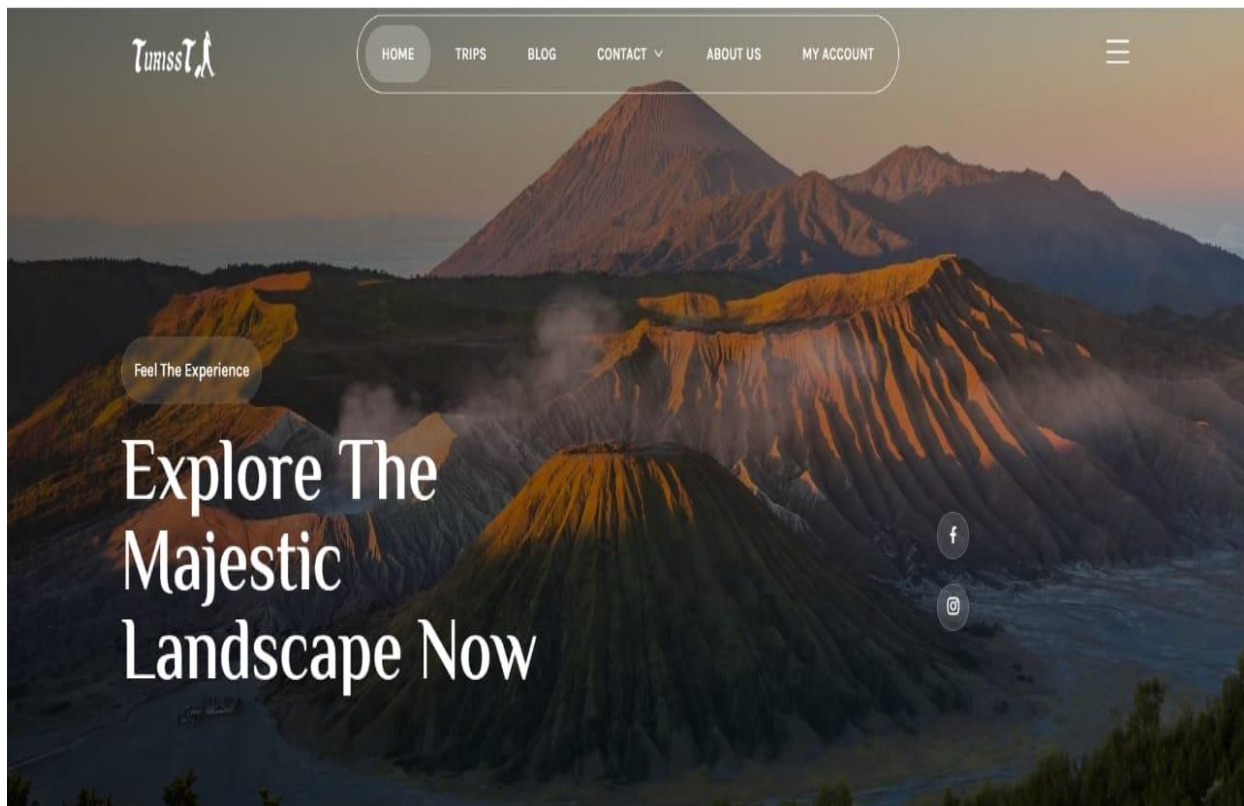 TURISST
HOME TRIPS BLOG CONTACT ABOUT US MY ACCOUNT
Feel The Experience
Explore The
Majestic
Landscape Now